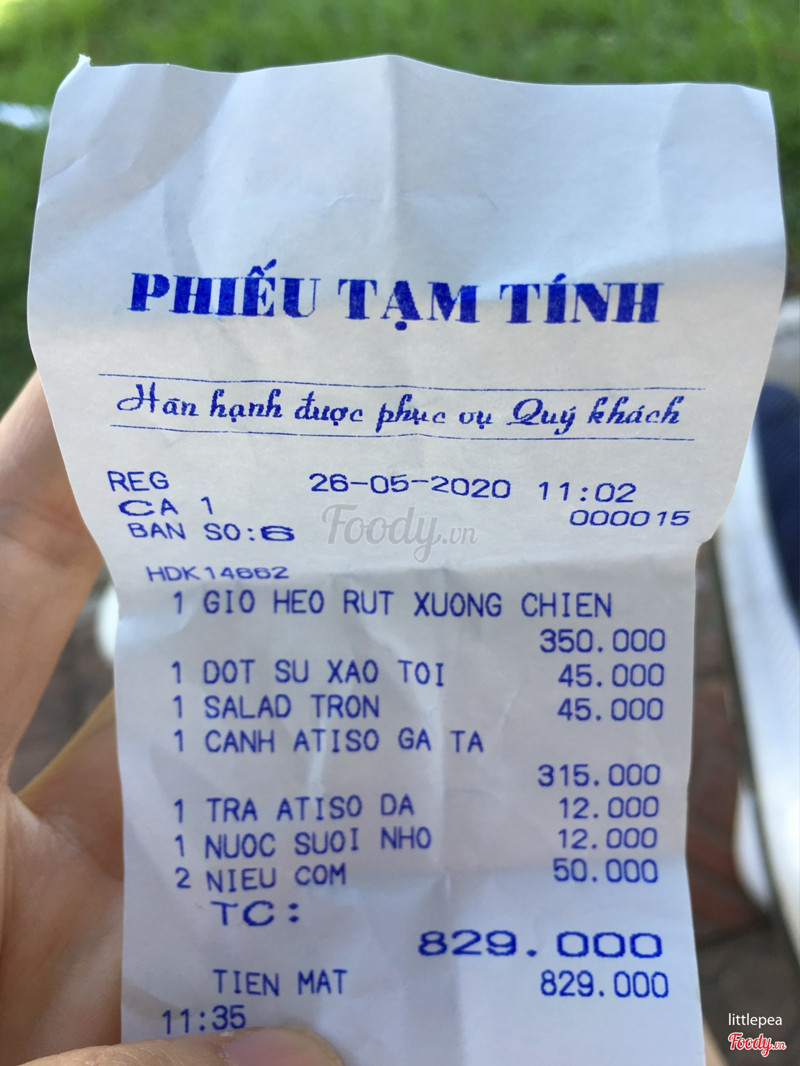 PHIẾU TẠM TÍNH
Hân hạnh được phục vụ Quý khách
REG 26-05-2020 11:02
CA 1 000015
BAN SO:6
Foody.vn
HDK14662
1 GIO HEO RUT XUONG CHIEN
350.000
1 DOT SU XAO TOI 45.000
1 SALAD TRON 45.000
1 CANH ATISO GA TA
315.000
1 TRA ATISO DA 12.000
1 NUOC SUOI NHO 12.000
2 NIEU COM 50.000
TC:
829.000
TIEN MAT 829.000
11:35
littlepea
Foody.vn